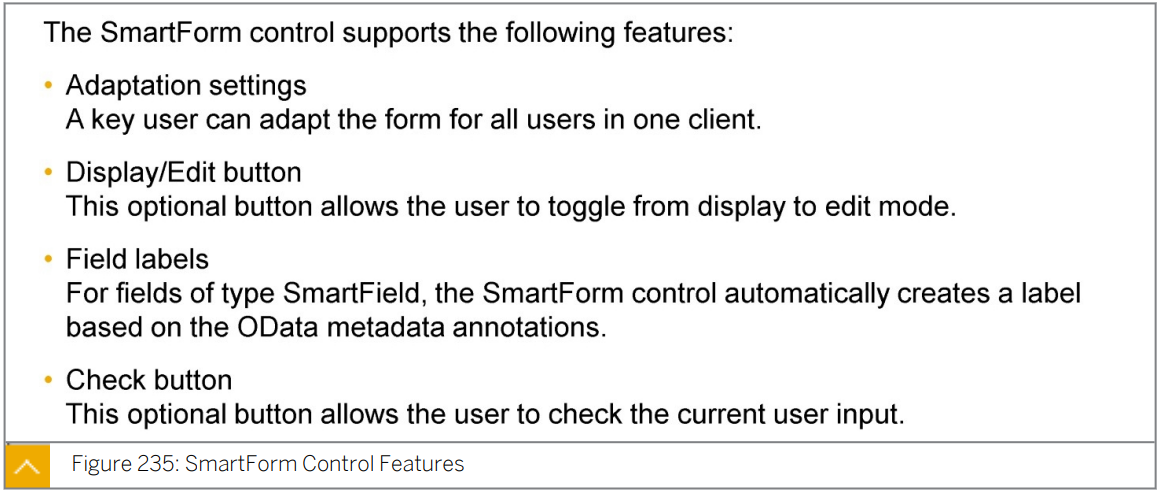 The SmartForm control supports the following features:
• Adaptation settings
A key user can adapt the form for all users in one client.
• Display/Edit button
This optional button allows the user to toggle from display to edit mode.
• Field labels
For fields of type SmartField, the SmartForm control automatically creates a label
based on the OData metadata annotations.
• Check button
This optional button allows the user to check the current user input.
Figure 235: SmartForm Control Features